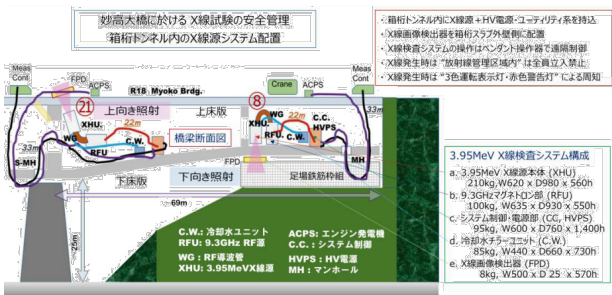 妙高大橋に於ける X線試験の安全管理
箱桁トンネル内のX線源システム配置
・箱桁トンネル内にX線源+HV電源・ユーティリティ系を持込
・X線画像検出器を箱桁スラブ外壁側に配置
・X線検査システムの操作はペンダント操作器で遠隔制御
・X線発生時は "放射線管理区域内" は全員立入禁止
・X線発生時は "3色運転表示灯・赤色警告灯" による周知
Meas
Cont
FPD
ACPS
R18 Myoko Brdg.
Crane
ACPS
Meas
Cont
㉑
上向き照射
上床版
⑧
WG
22m
C.C.
HVPS
33m
XHU
22m
WG
C.W.
RFU
橋梁断面図
XHU
RFU
C.W.
33m
S-MH
FPD
MH
下床版
下向き照射
足場鉄筋枠組
69m
25m
C.W.: 冷却水ユニット
RFU: 9.3GHz RF源
WG : RF導波管
XHU: 3.95MeVX線源
ACPS: エンジン発電機
C.C. : システム制御
HVPS : HV電源
MH : マンホール
3.95MeV X線検査システム構成
a. 3.95MeV X線源本体 (XHU)
210kg,W620 x D980 x 560h
b. 9.3GHzマグネトロン部 (RFU)
100kg, W635 x D930 x 550h
c. システム制御・電源部 (CC, HVPS)
95kg, W600 x D760 x 1,400h
d. 冷却水チラーユニット (C.W.)
85kg, W440 x D660 x 730h
e. X線画像検出器 (FPD)
8kg, W500 x D 25 x 570h